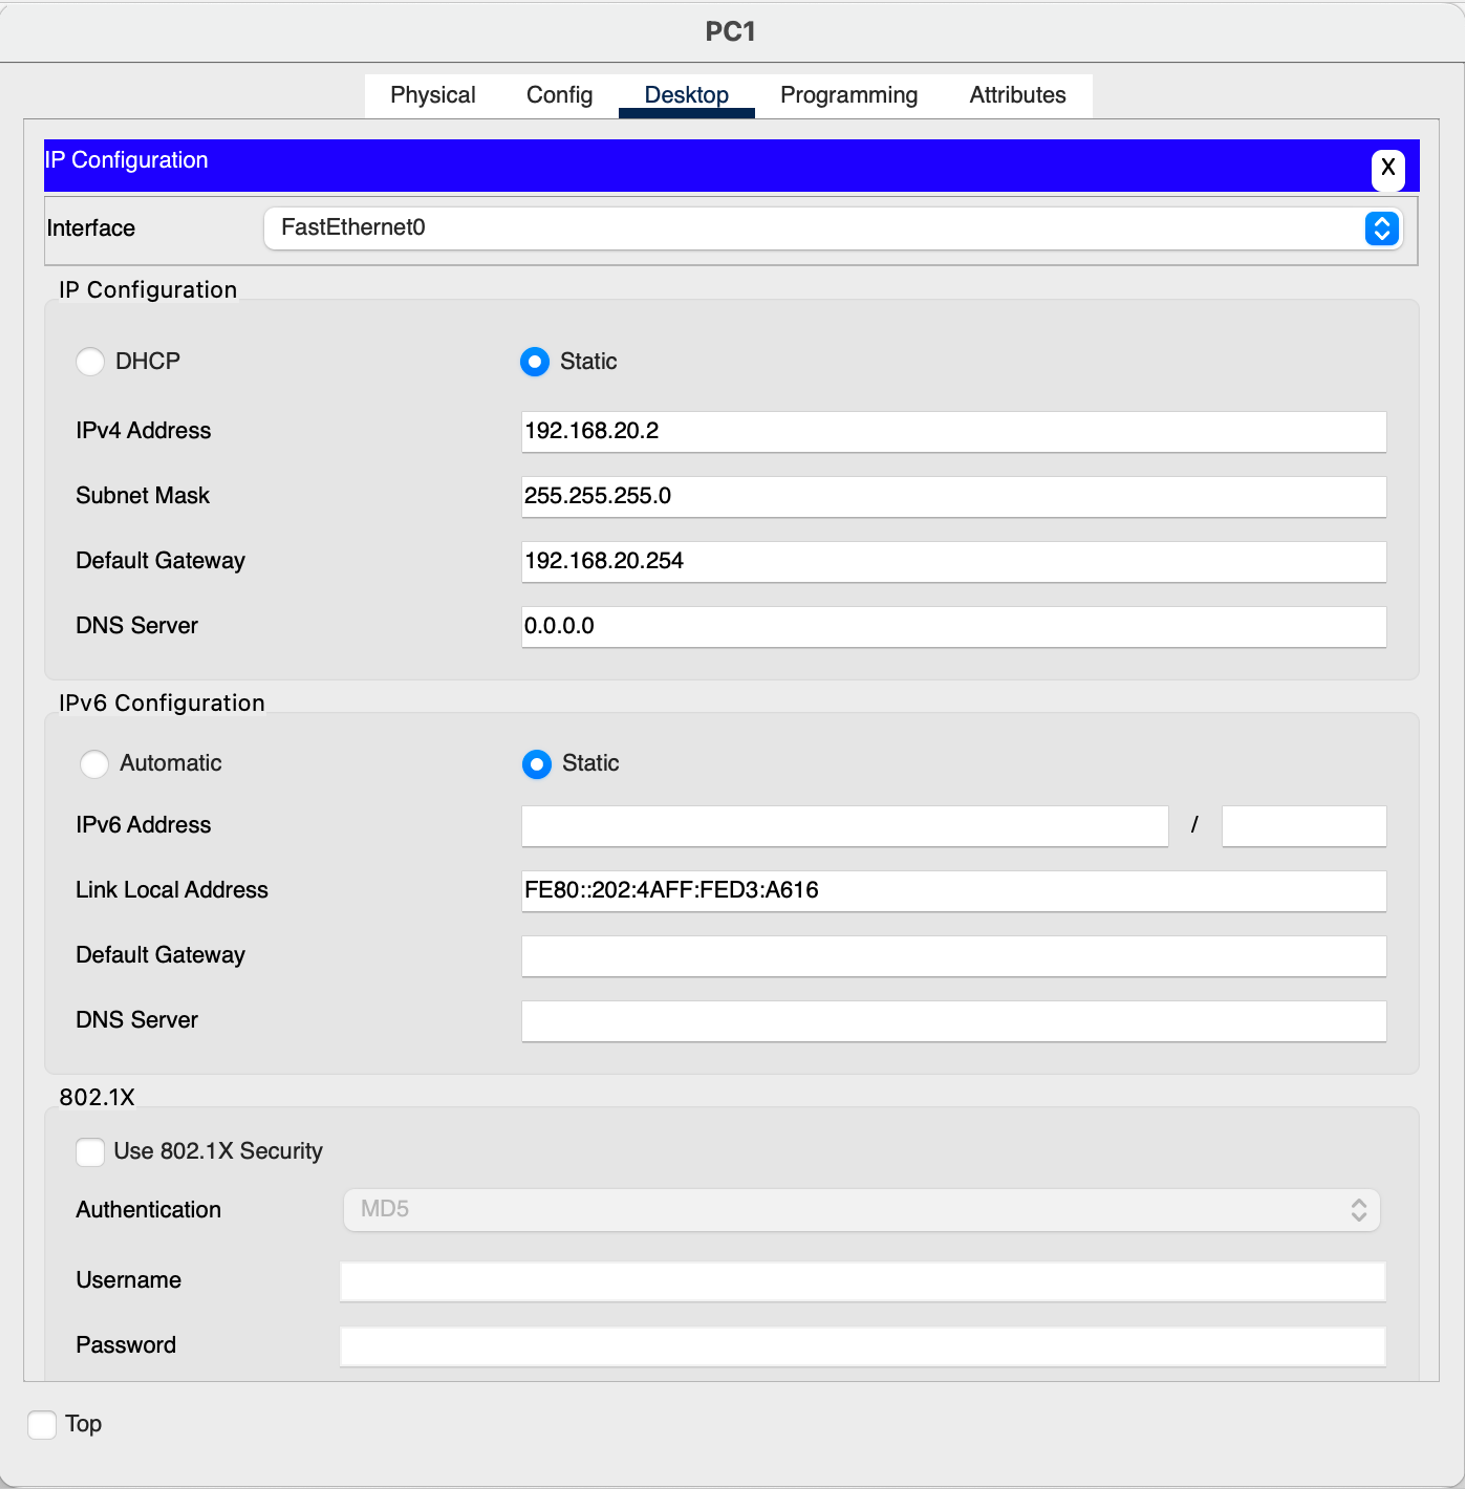 PC1
Physical Config Desktop Programming Attributes
IP Configuration
X
Interface FastEthernet0
IP Configuration
DHCP Static
IPv4 Address 192.168.20.2
Subnet Mask 255.255.255.0
Default Gateway 192.168.20.254
DNS Server 0.0.0.0
IPv6 Configuration
Automatic Static
IPv6 Address /
Link Local Address FE80::202:4AFF:FED3:A616
Default Gateway
DNS Server
802.1X
Use 802.1X Security
Authentication MD5
Username
Password
Top